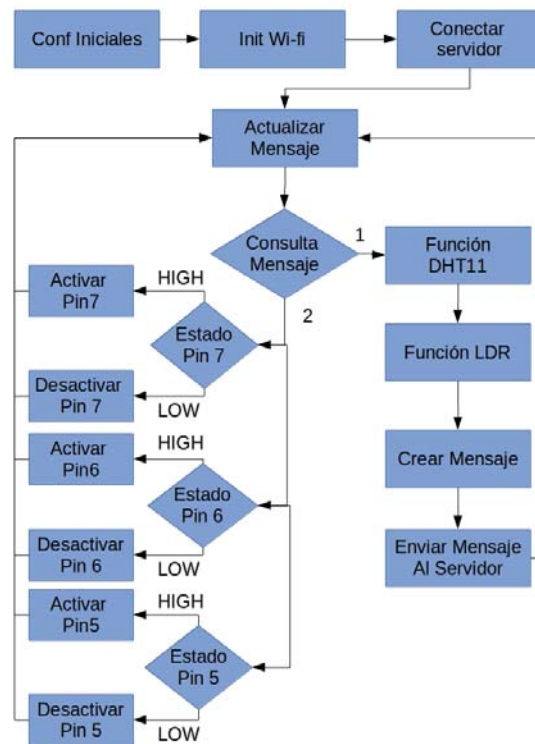 Conf Iniciales
Init Wi-fi
Conectar
servidor
Actualizar
Mensaje
Consulta
Mensaje
1
2
Función
DHT11
Función LDR
Crear Mensaje
Enviar Mensaje
Al Servidor
Activar
Pin7
HIGH
Estado
Pin 7
Desactivar
Pin 7
LOW
Activar
Pin6
HIGH
Estado
Pin 6
Desactivar
Pin 6
LOW
Activar
Pin5
HIGH
Estado
Pin 5
Desactivar
Pin 5
LOW